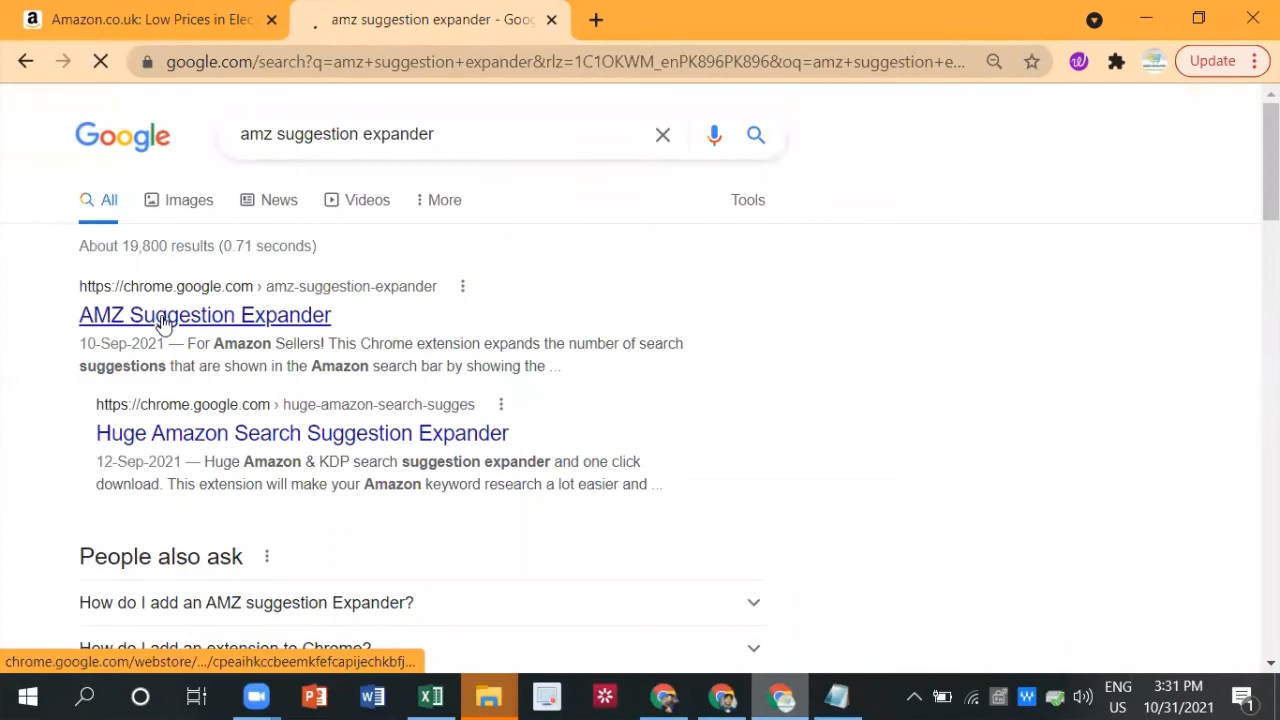 Amazon.co.uk: Low Prices in Elec
amz suggestion expander - Goo
google.com/search?q=amz+suggestion+expander&rlz=1C1OKWM_enPK896PK896&oq=amz+suggestion+e...
Update
Google
amz suggestion expander
All
Images
News
Videos
More
Tools
About 19,800 results (0.71 seconds)
https://chrome.google.com › amz-suggestion-expander
AMZ Suggestion Expander
10-Sep-2021 — For Amazon Sellers! This Chrome extension expands the number of search
suggestions that are shown in the Amazon search bar by showing the ...
https://chrome.google.com › huge-amazon-search-sugges
Huge Amazon Search Suggestion Expander
12-Sep-2021 — Huge Amazon & KDP search suggestion expander and one click
download. This extension will make your Amazon keyword research a lot easier and ...
People also ask
How do I add an AMZ suggestion Expander?
How do I add an extension to Chrome?
chrome.google.com/webstore/.../cpeaihkccbeemkfefcapijechkbfj...
ENG
US
3:31 PM
10/31/2021
1